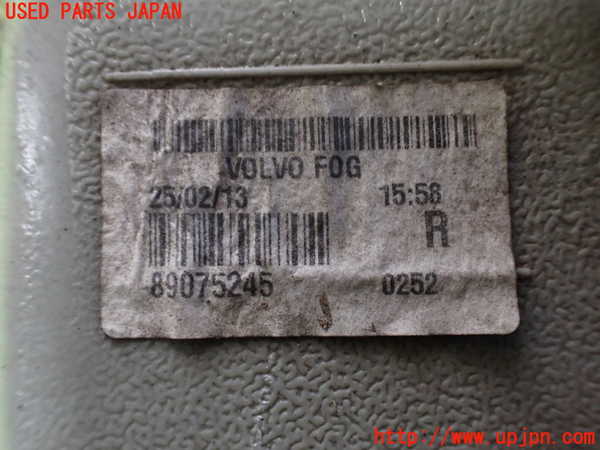 USED PARTS JAPAN
VOLVO FOG
25/02/13 15:58
R
89075245 0252
http://www.upjpn.com/